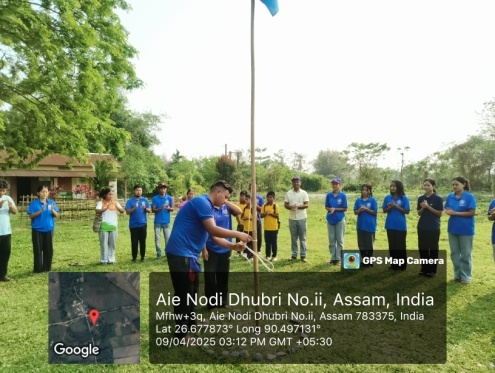 GPS Map Camera
Aie Nodi Dhubri No.ii, Assam, India
Mfhw+3q, Aie Nodi Dhubri No.ii, Assam 783375, India
Lat 26.677873° Long 90.497131°
09/04/2025 03:12 PM GMT +05:30
Google